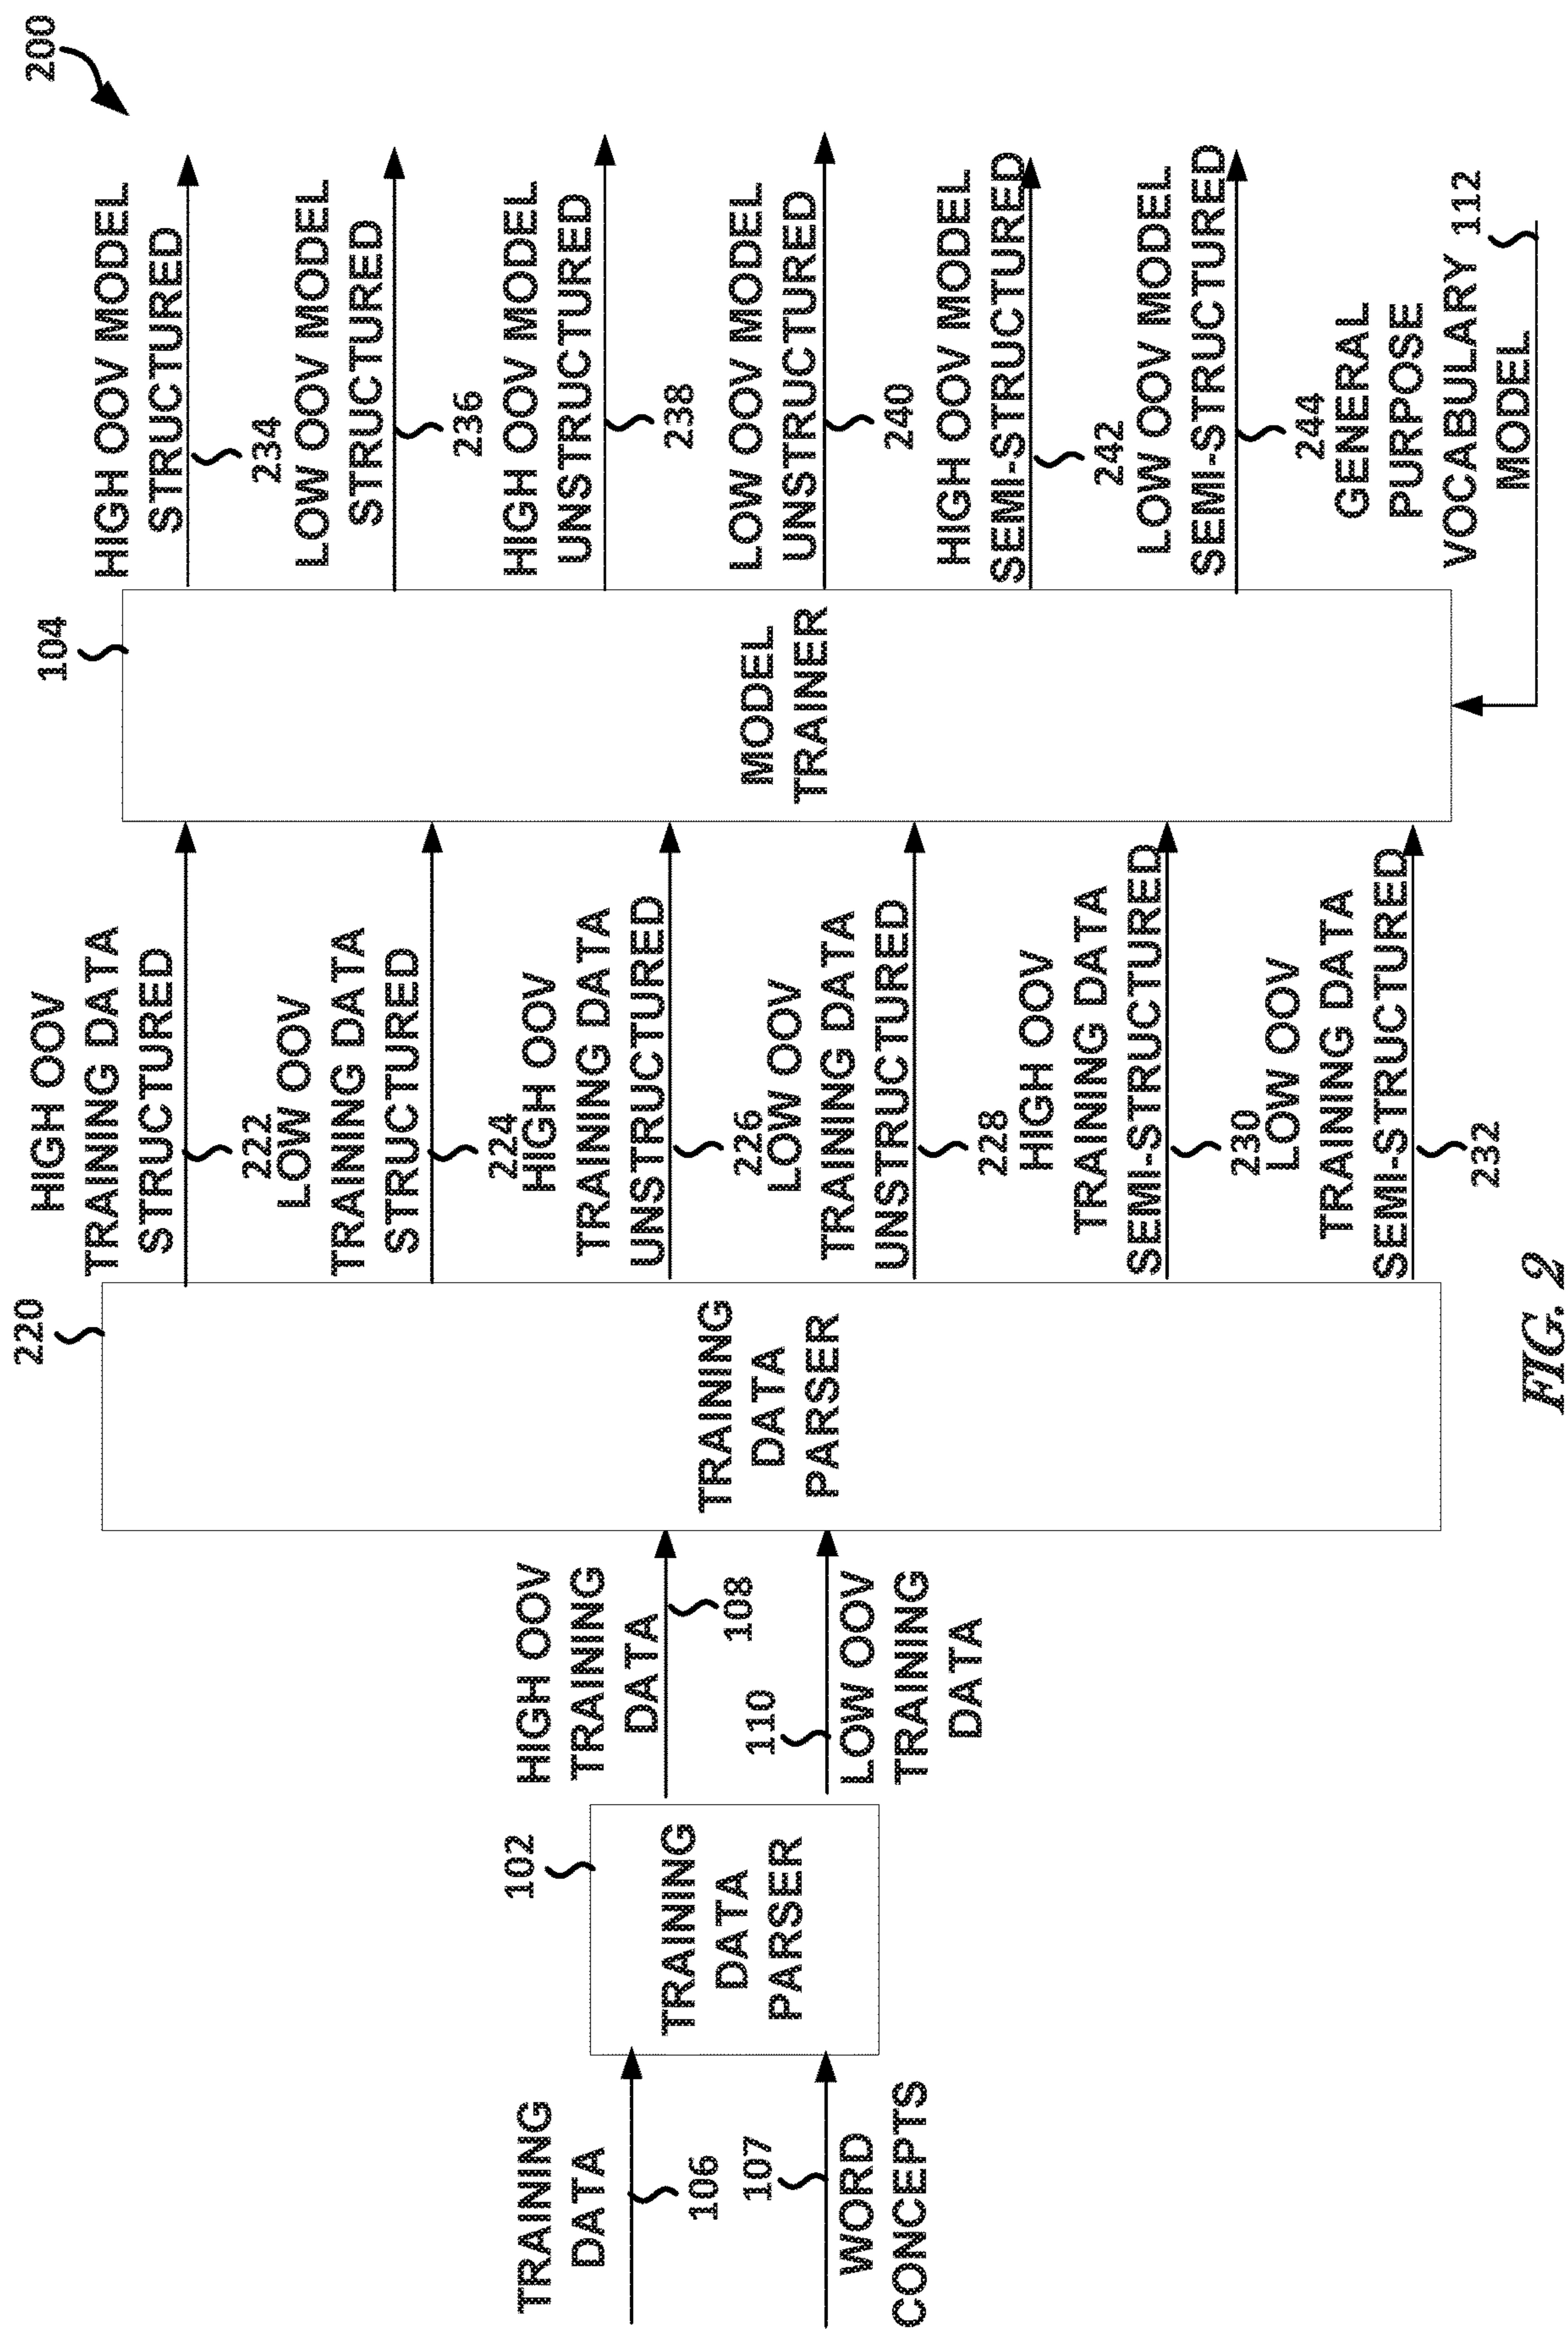 200
TRAINING
DATA
106
107
WORD
CONCEPTS
102
TRAINING
DATA
PARSER
HIGH OOV
TRAINING
DATA
108
110
LOW OOV
TRAINING
DATA
220
TRAINING
DATA
PARSER
HIGH OOV
TRAINING DATA
STRUCTURED
222
LOW OOV
TRAINING DATA
STRUCTURED
224
HIGH OOV
TRAINING DATA
UNSTRUCTURED
226
LOW OOV
TRAINING DATA
UNSTRUCTURED
228
HIGH OOV
TRAINING DATA
SEMI-STRUCTURED
230
LOW OOV
TRAINING DATA
SEMI-STRUCTURED
232
104
MODEL
TRAINER
HIGH OOV MODEL
STRUCTURED
234
LOW OOV MODEL
STRUCTURED
236
HIGH OOV MODEL
UNSTRUCTURED
238
LOW OOV MODEL
UNSTRUCTURED
240
HIGH OOV MODEL
SEMI-STRUCTURED
242
LOW OOV MODEL
SEMI-STRUCTURED
244
GENERAL
PURPOSE
VOCABULARY 112
MODEL
FIG. 2